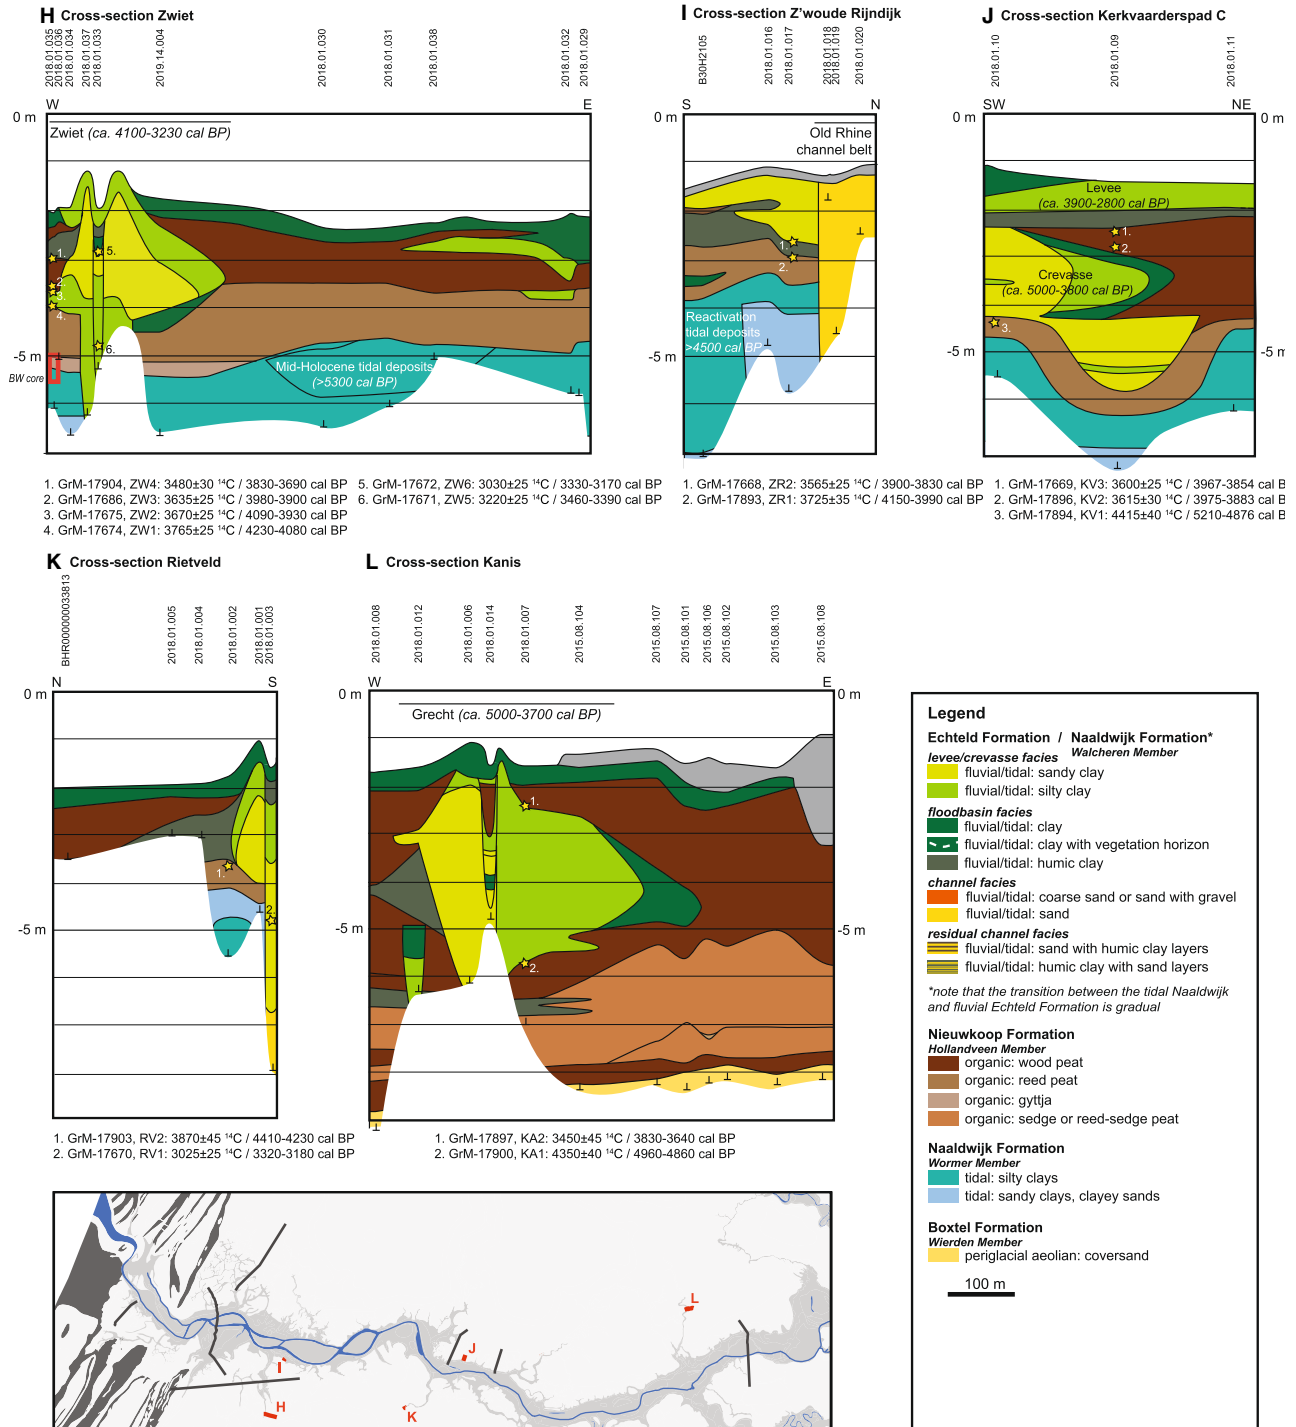 H Cross-section Zwiet
2018.01.035
2018.01.036
2018.01.034
2018.01.037
2018.01.033
2019.14.004
2018.01.030
2018.01.031
2018.01.038
2018.01.032
2018.01.029
W
E
0 m
Zwiet (ca. 4100-3230 cal BP)
1.
2.
3.
4.
5.
6.
-5 m
BW core
Mid-Holocene tidal deposits
(>5300 cal BP)
1. GrM-17904, ZW4: 3480±30 14C / 3830-3690 cal BP
2. GrM-17686, ZW3: 3635±25 14C / 3980-3900 cal BP
3. GrM-17675, ZW2: 3670±25 14C / 4090-3930 cal BP
4. GrM-17674, ZW1: 3765±25 14C / 4230-4080 cal BP
5. GrM-17672, ZW6: 3030±25 14C / 3330-3170 cal BP
6. GrM-17671, ZW5: 3220±25 14C / 3460-3390 cal BP
I Cross-section Z'woude Rijndijk
B30H2105
2018.01.016
2018.01.017
2018.01.018
2018.01.019
2018.01.020
S
N
0 m
Old Rhine
channel belt
1.
2.
Reactivation
tidal deposits
>4500 cal BP
-5 m
1. GrM-17668, ZR2: 3565±25 14C / 3900-3830 cal BP
2. GrM-17893, ZR1: 3725±35 14C / 4150-3990 cal BP
J Cross-section Kerkvaarderspad C
2018.01.10
2018.01.09
2018.01.11
SW
NE
0 m
0 m
Levee
(ca. 3900-2800 cal BP)
1.
2.
Crevasse
(ca. 5000-3800 cal BP)
3.
-5 m
-5 m
1. GrM-17669, KV3: 3600±25 14C / 3967-3854 cal B
2. GrM-17896, KV2: 3615±30 14C / 3975-3883 cal B
3. GrM-17894, KV1: 4415±40 14C / 5210-4876 cal B
K Cross-section Rietveld
BHR000000033813
2018.01.005
2018.01.004
2018.01.002
2018.01.001
2018.01.003
N
S
0 m
1.
2.
-5 m
1. GrM-17903, RV2: 3870±45 14C / 4410-4230 cal BP
2. GrM-17670, RV1: 3025±25 14C / 3320-3180 cal BP
L Cross-section Kanis
2018.01.008
2018.01.012
2018.01.006
2018.01.014
2018.01.007
2015.08.104
2015.08.107
2015.08.101
2015.08.106
2015.08.102
2015.08.103
2015.08.108
W
E
0 m
0 m
Grecht (ca. 5000-3700 cal BP)
1.
2.
-5 m
-5 m
1. GrM-17897, KA2: 3450±45 14C / 3830-3640 cal BP
2. GrM-17900, KA1: 4350±40 14C / 4960-4860 cal BP
Legend
Echteld Formation / Naaldwijk Formation*
Walcheren Member
levee/crevasse facies
fluvial/tidal: sandy clay
fluvial/tidal: silty clay
floodbasin facies
fluvial/tidal: clay
fluvial/tidal: clay with vegetation horizon
fluvial/tidal: humic clay
channel facies
fluvial/tidal: coarse sand or sand with gravel
fluvial/tidal: sand
residual channel facies
fluvial/tidal: sand with humic clay layers
fluvial/tidal: humic clay with sand layers
*note that the transition between the tidal Naaldwijk
and fluvial Echteld Formation is gradual
Nieuwkoop Formation
Hollandveen Member
organic: wood peat
organic: reed peat
organic: gyttja
organic: sedge or reed-sedge peat
Naaldwijk Formation
Wormer Member
tidal: silty clays
tidal: sandy clays, clayey sands
Boxtel Formation
Wierden Member
periglacial aeolian: coversand
100 m
L
J
I
H
K